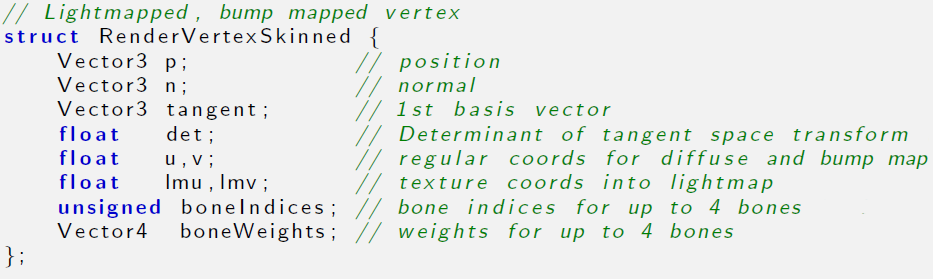 // Lightmapped, bump mapped vertex
struct RenderVertexSkinned {
Vector3 p; // position
Vector3 n; // normal
Vector3 tangent; // 1st basis vector
float det; // Determinant of tangent space transform
float u,v; // regular coords for diffuse and bump map
float lmu,lmv; // texture coords into lightmap
unsigned boneIndices; // bone indices for up to 4 bones
Vector4 boneWeights; // weights for up to 4 bones
};